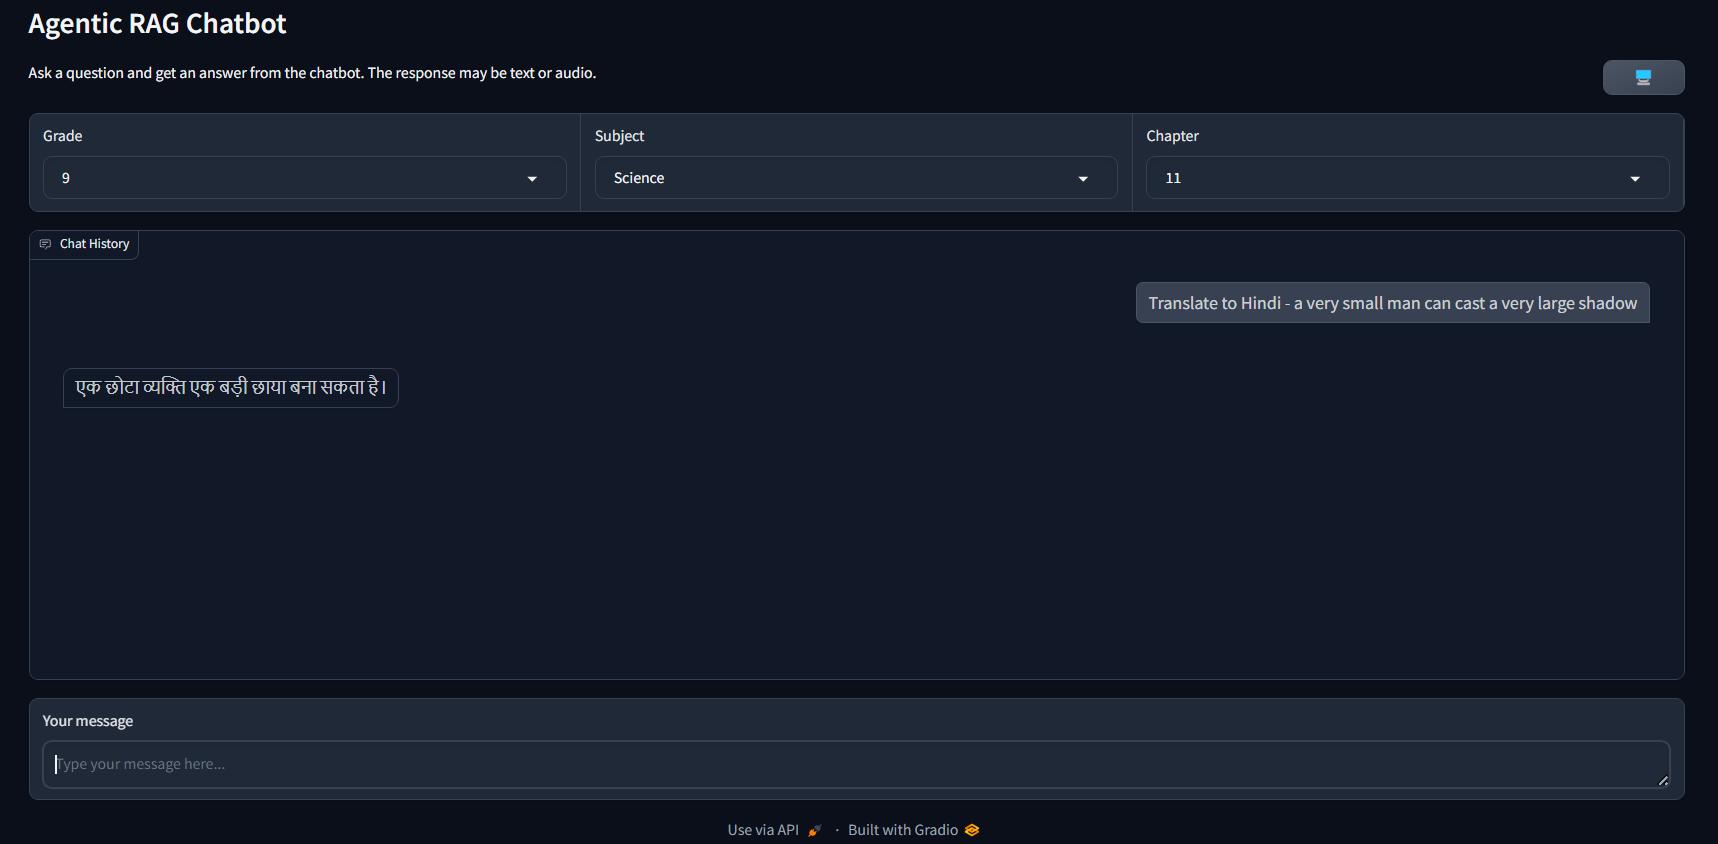 Agentic RAG Chatbot
Ask a question and get an answer from the chatbot. The response may be text or audio.
Grade
Subject
Chapter
9
Science
11
Chat History
Translate to Hindi - a very small man can cast a very large shadow
एक छोटा व्यक्ति एक बड़ी छाया बना सकता है।
Your message
Type your message here...
Use via API · Built with Gradio